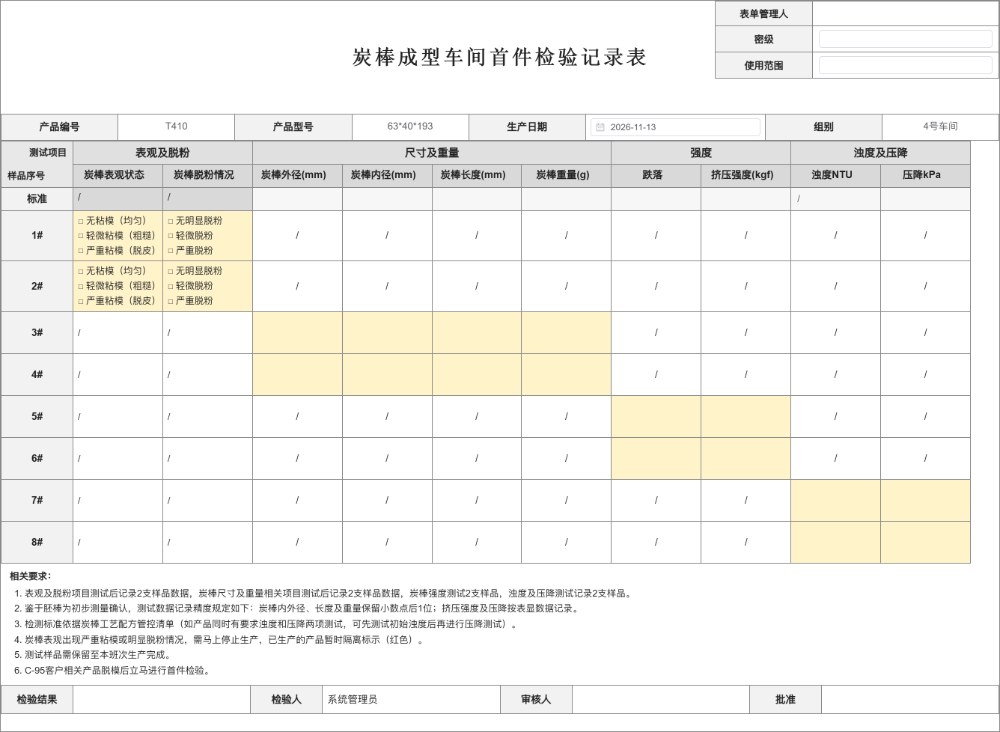 表单管理人
炭棒成型车间首件检验记录表
密级
使用范围
产品编号 T410 产品型号 63*40*193 生产日期 2026-11-13 组别 4号车间
测试项目 表观及脱粉 尺寸及重量 强度 浊度及压降
样品序号 炭棒表观状态 炭棒脱粉情况 炭棒外径(mm) 炭棒内径(mm) 炭棒长度(mm) 炭棒重量(g) 跌落 挤压强度(kgf) 浊度NTU 压降kPa
标准 / / /
□ 无粘模（均匀） □ 无明显脱粉
1# □ 轻微粘模（粗糙） □ 轻微脱粉 / / / / / / / /
□ 严重粘模（脱皮） □ 严重脱粉
□ 无粘模（均匀） □ 无明显脱粉
2# □ 轻微粘模（粗糙） □ 轻微脱粉 / / / / / / / /
□ 严重粘模（脱皮） □ 严重脱粉
3# / / / / / /
4# / / / / / /
5# / / / / / / / /
6# / / / / / / / /
7# / / / / / / / /
8# / / / / / / / /
相关要求：
1. 表观及脱粉项目测试后记录2支样品数据，炭棒尺寸及重量相关项目测试后记录2支样品数据，炭棒强度测试2支样品，浊度及压降测试记录2支样品。
2. 鉴于胚棒为初步测量确认，测试数据记录精度规定如下：炭棒内外径、长度及重量保留小数点后1位；挤压强度及压降按表显数据记录。
3. 检测标准依据炭棒工艺配方管控清单（如产品同时有要求浊度和压降两项测试，可先测试初始浊度后再进行压降测试）。
4. 炭棒表观出现严重粘模或明显脱粉情况，需马上停止生产，已生产的产品暂时隔离标示（红色）。
5. 测试样品需保留至本班次生产完成。
6. C-95客户相关产品脱模后立马进行首件检验。
检验结果 检验人 系统管理员 审核人 批准